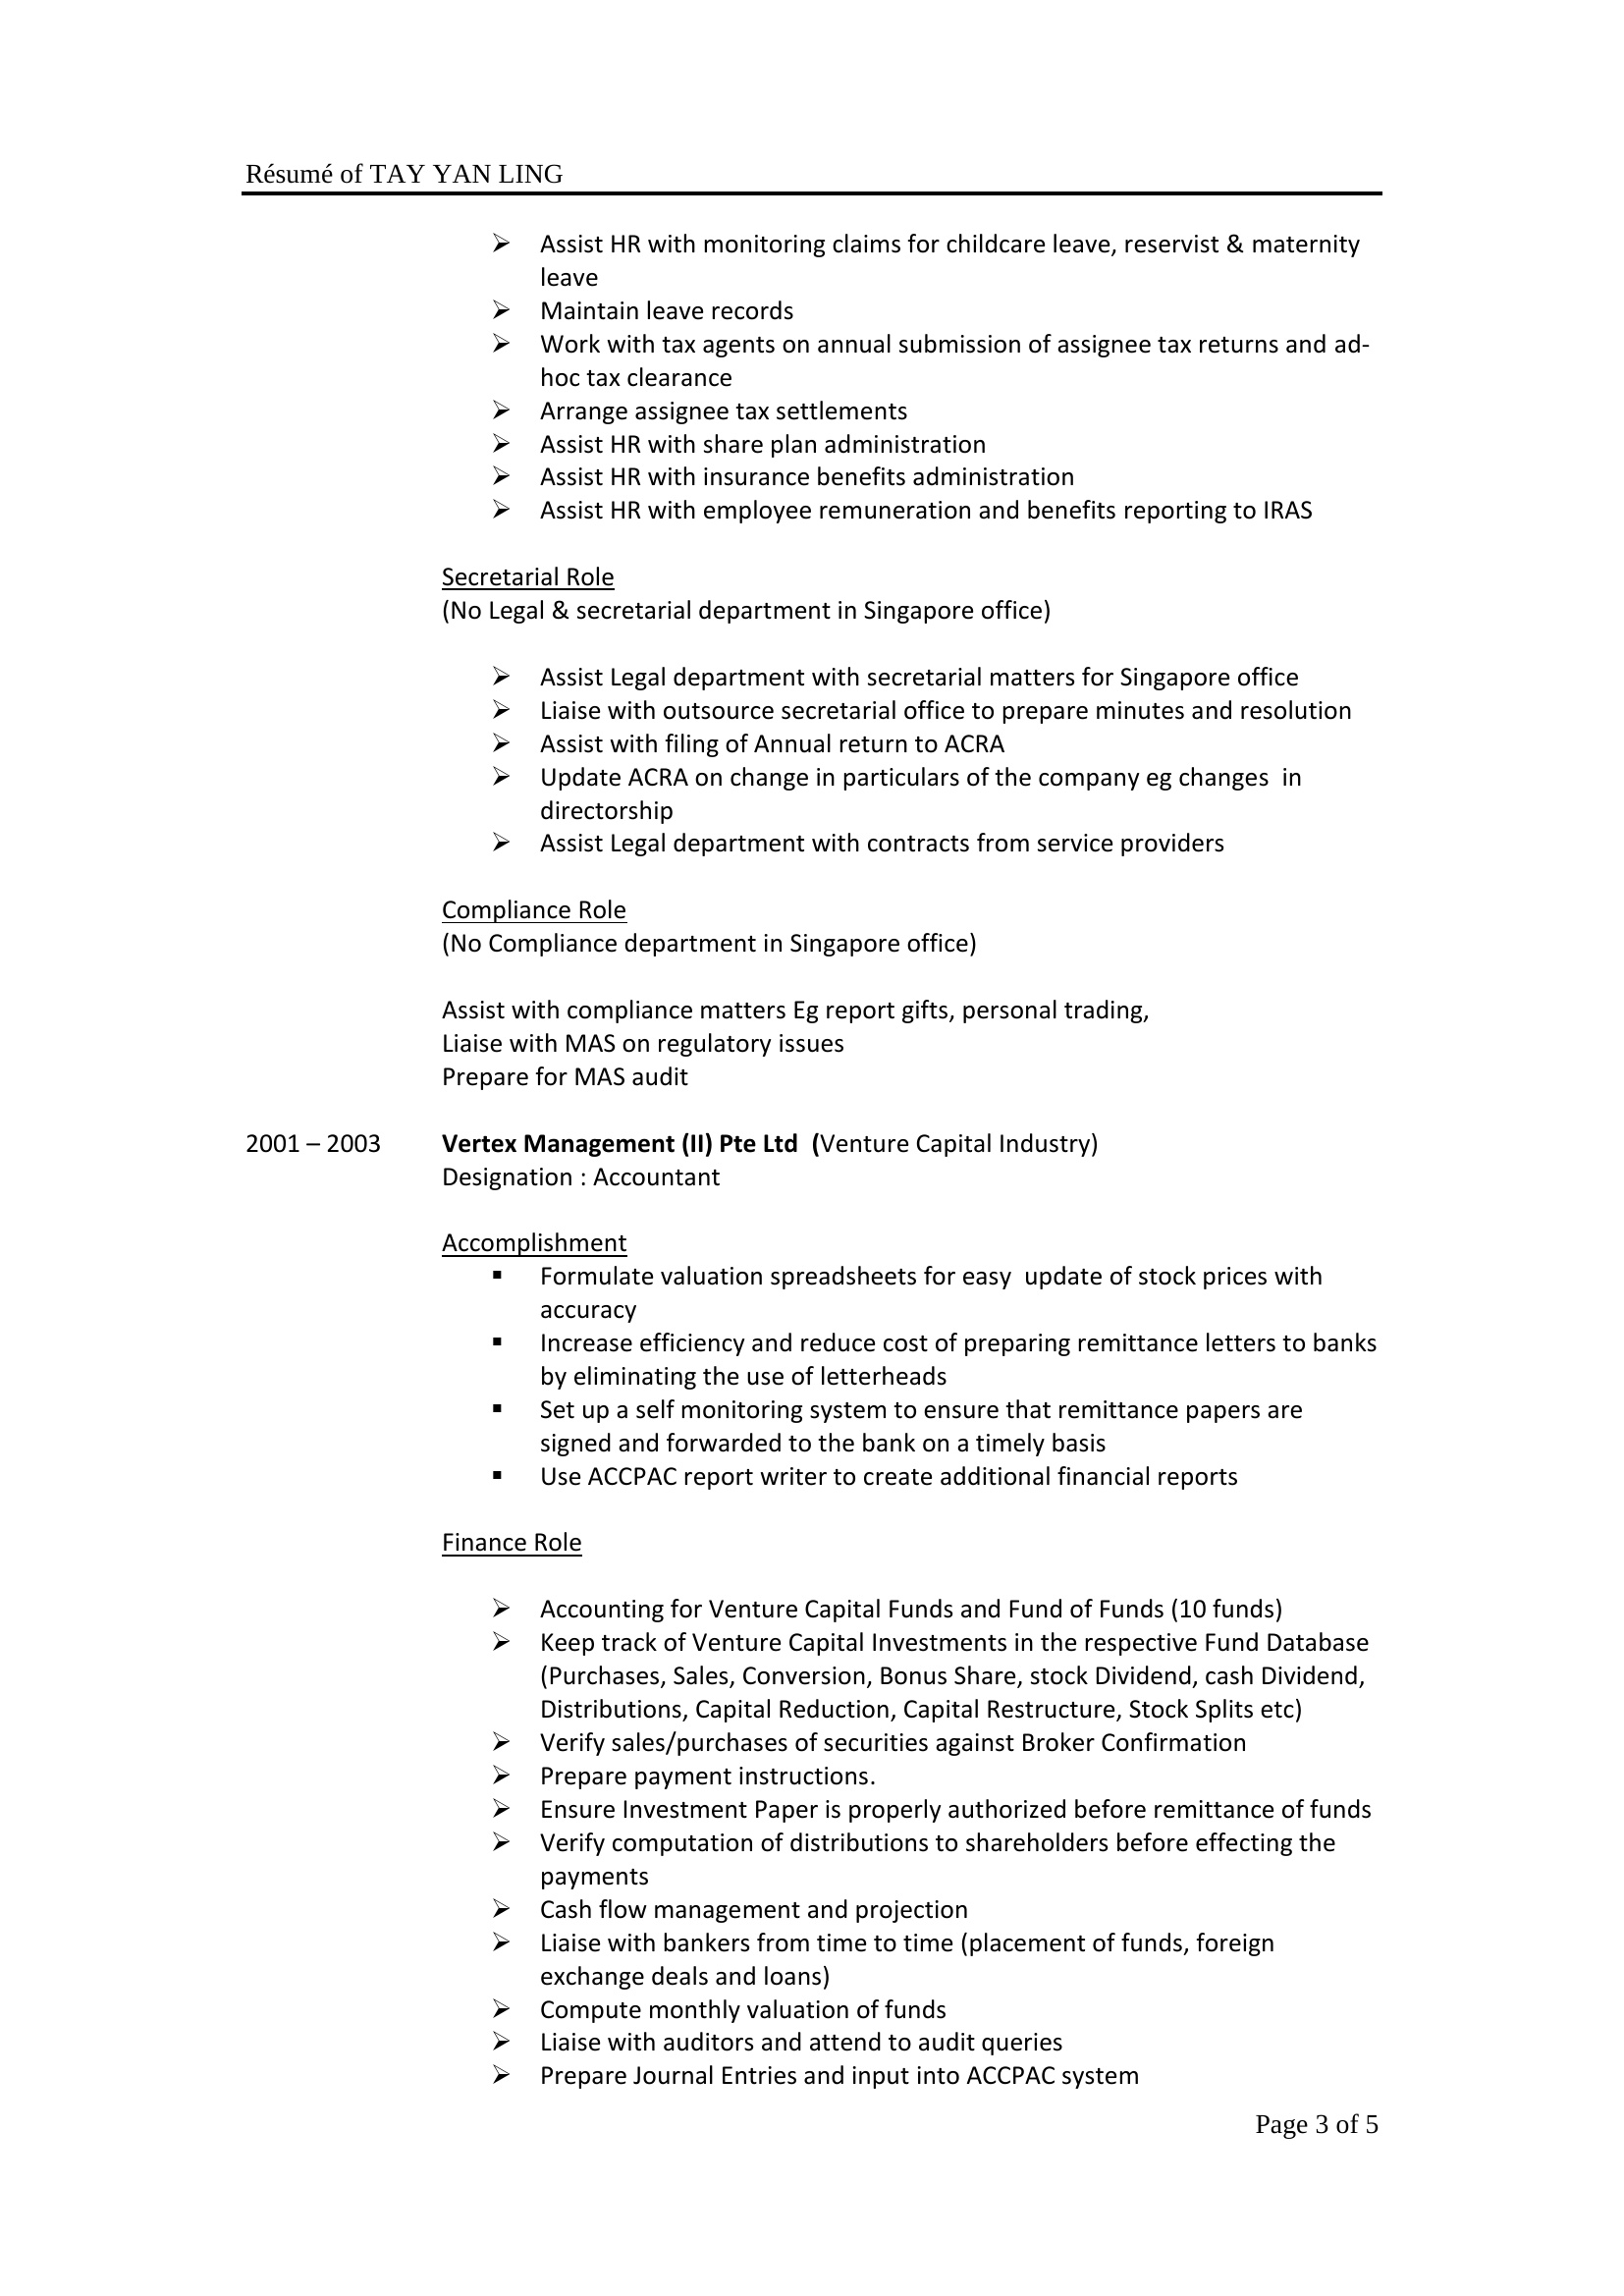 Résumé of TAY YAN LING
➢ Assist HR with monitoring claims for childcare leave, reservist & maternity
leave
➢ Maintain leave records
➢ Work with tax agents on annual submission of assignee tax returns and ad-
hoc tax clearance
➢ Arrange assignee tax settlements
➢ Assist HR with share plan administration
➢ Assist HR with insurance benefits administration
➢ Assist HR with employee remuneration and benefits reporting to IRAS
Secretarial Role
(No Legal & secretarial department in Singapore office)
➢ Assist Legal department with secretarial matters for Singapore office
➢ Liaise with outsource secretarial office to prepare minutes and resolution
➢ Assist with filing of Annual return to ACRA
➢ Update ACRA on change in particulars of the company eg changes  in
directorship
➢ Assist Legal department with contracts from service providers
Compliance Role
(No Compliance department in Singapore office)
Assist with compliance matters Eg report gifts, personal trading,
Liaise with MAS on regulatory issues
Prepare for MAS audit
2001 – 2003 Vertex Management (II) Pte Ltd  (Venture Capital Industry)
Designation : Accountant
Accomplishment
▪ Formulate valuation spreadsheets for easy  update of stock prices with
accuracy
▪ Increase efficiency and reduce cost of preparing remittance letters to banks
by eliminating the use of letterheads
▪ Set up a self monitoring system to ensure that remittance papers are
signed and forwarded to the bank on a timely basis
▪ Use ACCPAC report writer to create additional financial reports
Finance Role
➢ Accounting for Venture Capital Funds and Fund of Funds (10 funds)
➢ Keep track of Venture Capital Investments in the respective Fund Database
(Purchases, Sales, Conversion, Bonus Share, stock Dividend, cash Dividend,
Distributions, Capital Reduction, Capital Restructure, Stock Splits etc)
➢ Verify sales/purchases of securities against Broker Confirmation
➢ Prepare payment instructions.
➢ Ensure Investment Paper is properly authorized before remittance of funds
➢ Verify computation of distributions to shareholders before effecting the
payments
➢ Cash flow management and projection
➢ Liaise with bankers from time to time (placement of funds, foreign
exchange deals and loans)
➢ Compute monthly valuation of funds
➢ Liaise with auditors and attend to audit queries
➢ Prepare Journal Entries and input into ACCPAC system
Page 3 of 5